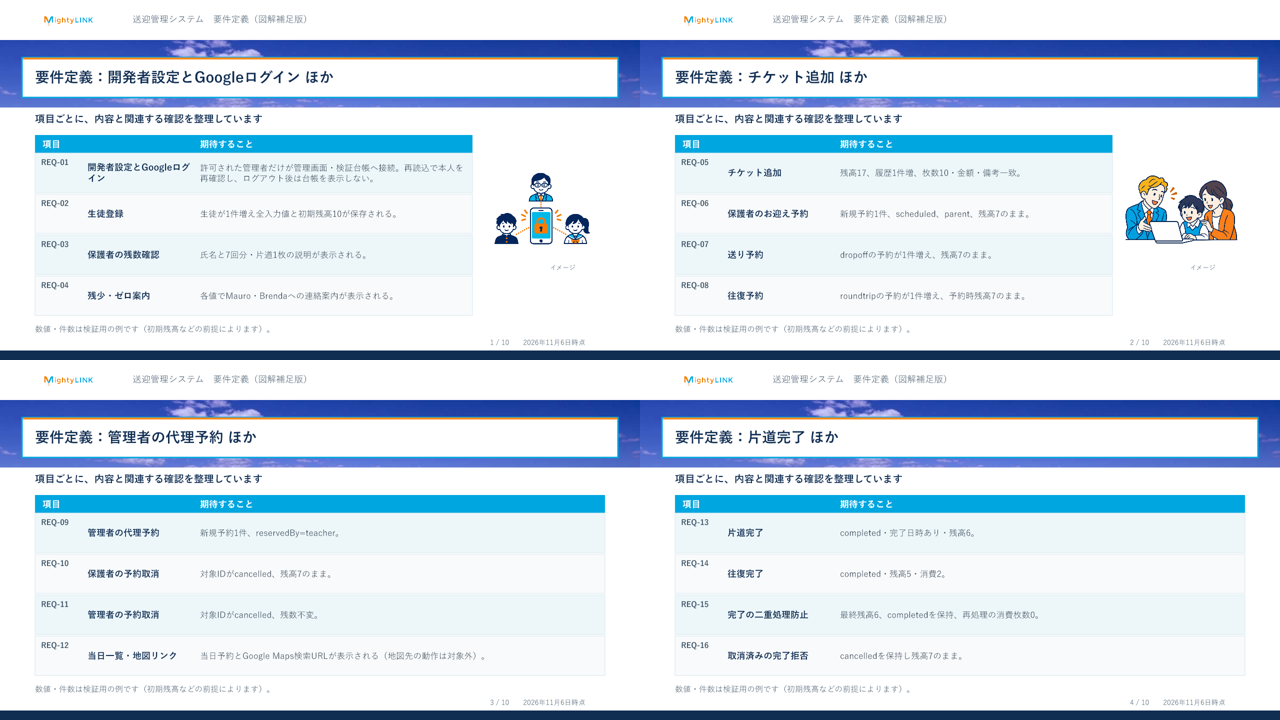 MightyLINK 送迎管理システム 要件定義（図解補足版）
要件定義：開発者設定とGoogleログイン ほか
項目ごとに、内容と関連する確認を整理しています
項目 期待すること
REQ-01 開発者設定とGoogleログイン 許可された管理者だけが管理画面・検証台帳へ接続。再読込で本人を
再確認し、ログアウト後は台帳を表示しない。
REQ-02 生徒登録 生徒が1件増え全入力値と初期残高10が保存される。
REQ-03 保護者の残数確認 氏名と7回分・片道1枚の説明が表示される。
REQ-04 残少・ゼロ案内 各値でMauro・Brendaへの連絡案内が表示される。
イメージ
数値・件数は検証用の例です（初期残高などの前提によります）。
1 / 10 2026年11月6日時点
MightyLINK 送迎管理システム 要件定義（図解補足版）
要件定義：チケット追加 ほか
項目ごとに、内容と関連する確認を整理しています
項目 期待すること
REQ-05 チケット追加 残高17、履歴1件増、枚数10・金額・備考一致。
REQ-06 保護者のお迎え予約 新規予約1件、scheduled、parent、残高7のまま。
REQ-07 送り予約 dropoffの予約が1件増え、残高7のまま。
REQ-08 往復予約 roundtripの予約が1件増え、予約時残高7のまま。
イメージ
数値・件数は検証用の例です（初期残高などの前提によります）。
2 / 10 2026年11月6日時点
MightyLINK 送迎管理システム 要件定義（図解補足版）
要件定義：管理者の代理予約 ほか
項目ごとに、内容と関連する確認を整理しています
項目 期待すること
REQ-09 管理者の代理予約 新規予約1件、reservedBy=teacher。
REQ-10 保護者の予約取消 対象IDがcancelled、残高7のまま。
REQ-11 管理者の予約取消 対象IDがcancelled、残数不変。
REQ-12 当日一覧・地図リンク 当日予約とGoogle Maps検索URLが表示される（地図先の動作は対象外）。
数値・件数は検証用の例です（初期残高などの前提によります）。
3 / 10 2026年11月6日時点
MightyLINK 送迎管理システム 要件定義（図解補足版）
要件定義：片道完了 ほか
項目ごとに、内容と関連する確認を整理しています
項目 期待すること
REQ-13 片道完了 completed・完了日時あり・残高6。
REQ-14 往復完了 completed・残高5・消費2。
REQ-15 完了の二重処理防止 最終残高6、completedを保持、再処理の消費枚数0。
REQ-16 取消済みの完了拒否 cancelledを保持し残高7のまま。
数値・件数は検証用の例です（初期残高などの前提によります）。
4 / 10 2026年11月6日時点